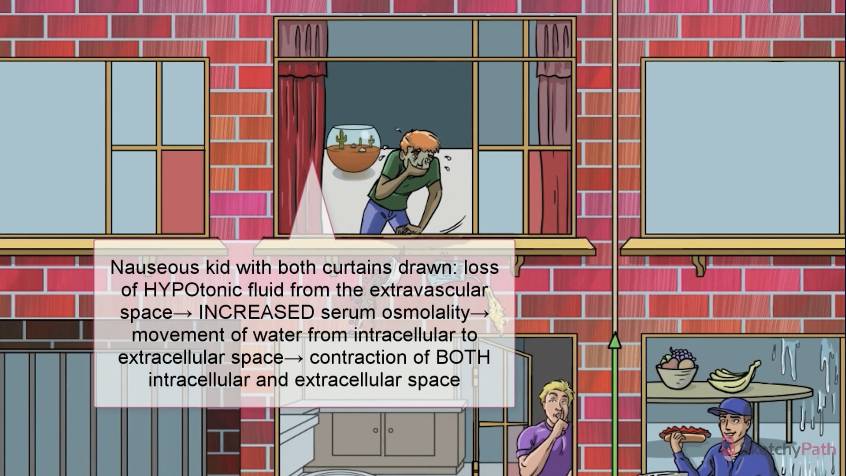 Nauseous kid with both curtains drawn: loss
of HYPOtonic fluid from the extravascular
space→ INCREASED serum osmolality→
movement of water from intracellular to
extracellular space→ contraction of BOTH
intracellular and extracellular space
SketchyPath